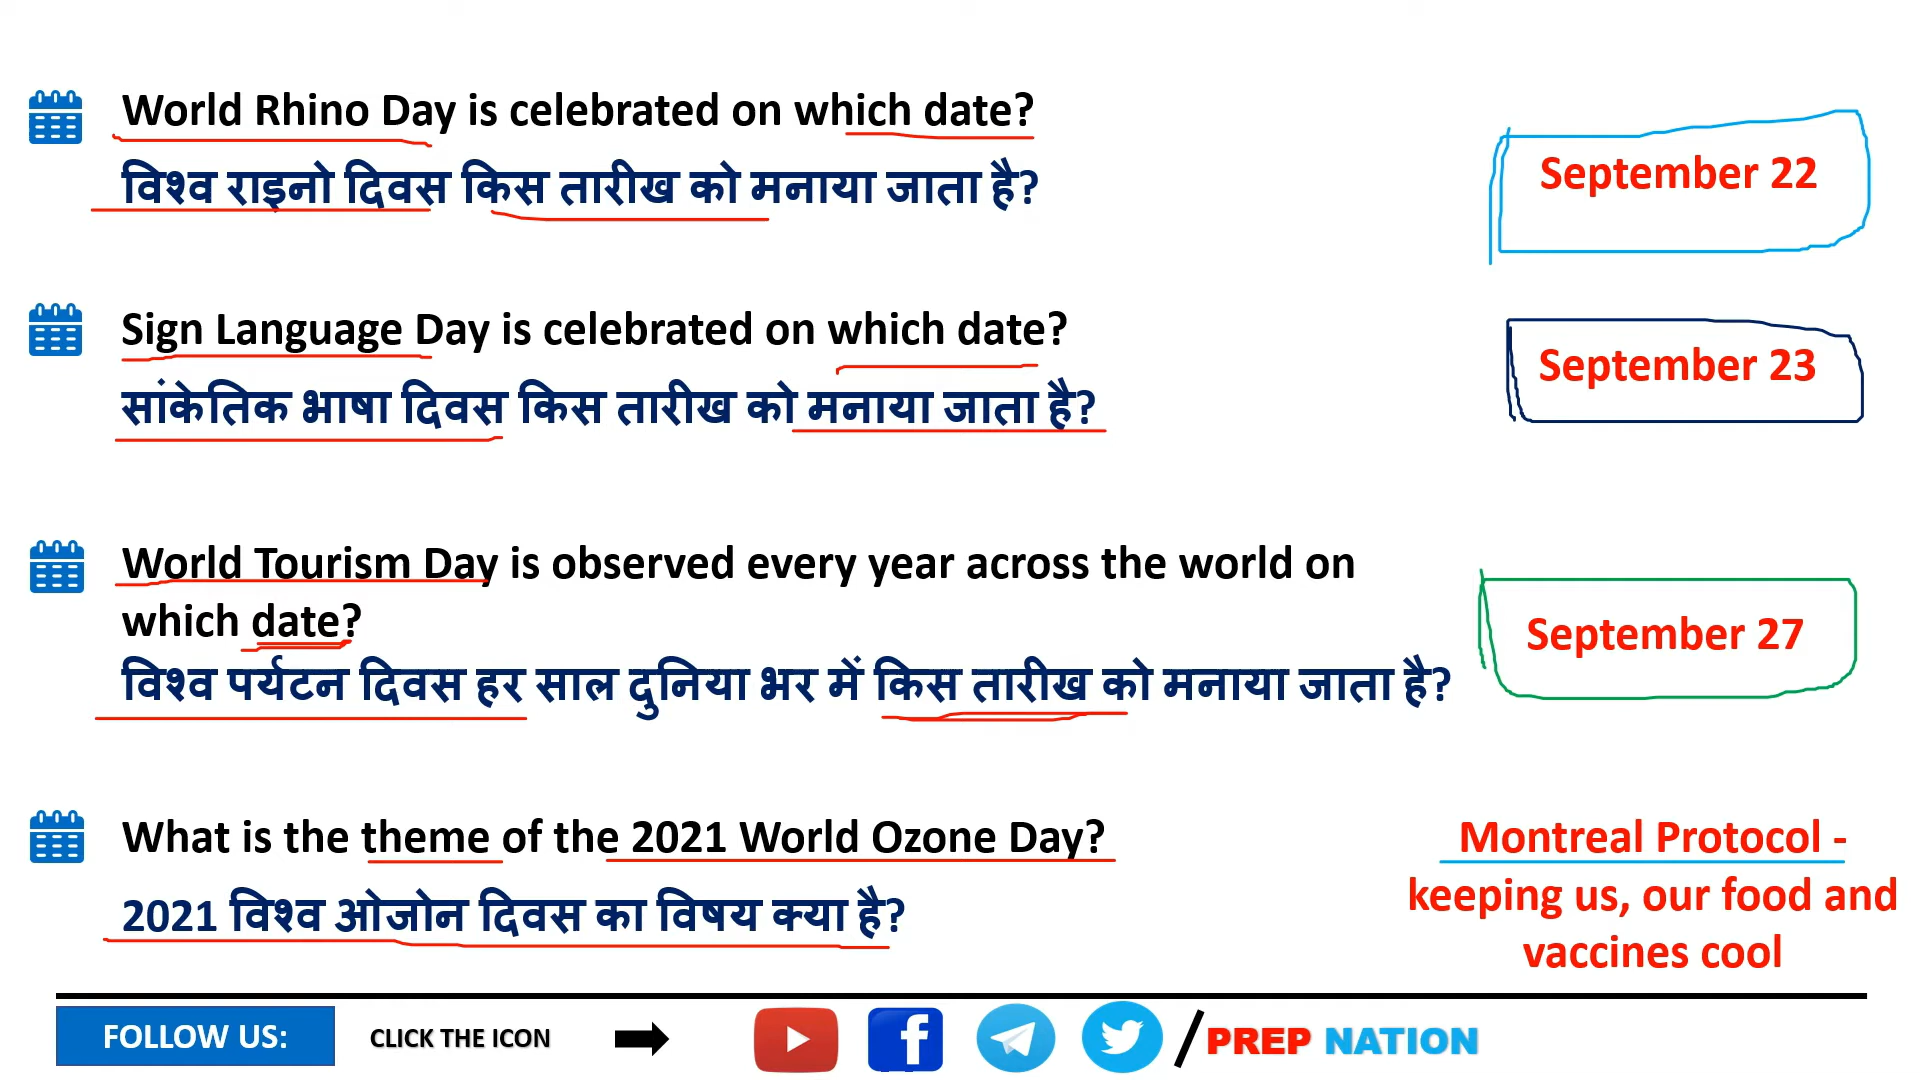 World Rhino Day is celebrated on which date?
विश्व राइनो दिवस किस तारीख को मनाया जाता है?
September 22
Sign Language Day is celebrated on which date?
सांकेतिक भाषा दिवस किस तारीख को मनाया जाता है?
September 23
World Tourism Day is observed every year across the world on
which date?
विश्व पर्यटन दिवस हर साल दुनिया भर में किस तारीख को मनाया जाता है?
September 27
What is the theme of the 2021 World Ozone Day?
2021 विश्व ओजोन दिवस का विषय क्या है?
Montreal Protocol -
keeping us, our food and
vaccines cool
FOLLOW US:
CLICK THE ICON
/PREP NATION